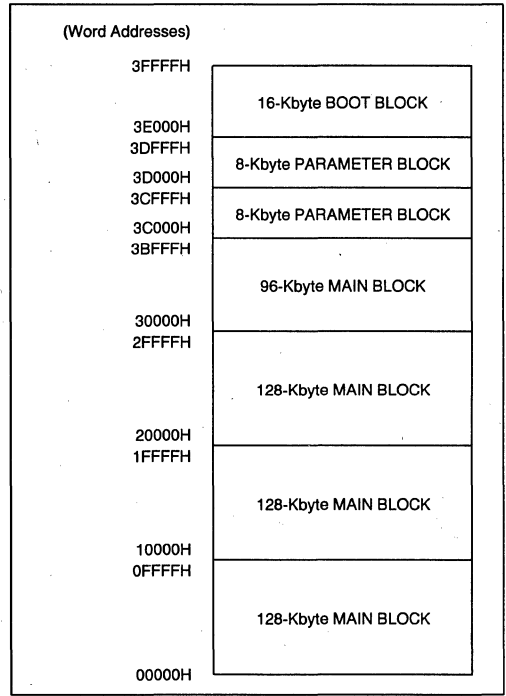 (Word Addresses)
3FFFFH
16-Kbyte BOOT BLOCK
3E000H
3DFFFH
8-Kbyte PARAMETER BLOCK
3D000H
3CFFFH
8-Kbyte PARAMETER BLOCK
3C000H
3BFFFH
96-Kbyte MAIN BLOCK
30000H
2FFFFH
128-Kbyte MAIN BLOCK
20000H
1FFFFH
128-Kbyte MAIN BLOCK
10000H
0FFFFH
128-Kbyte MAIN BLOCK
00000H